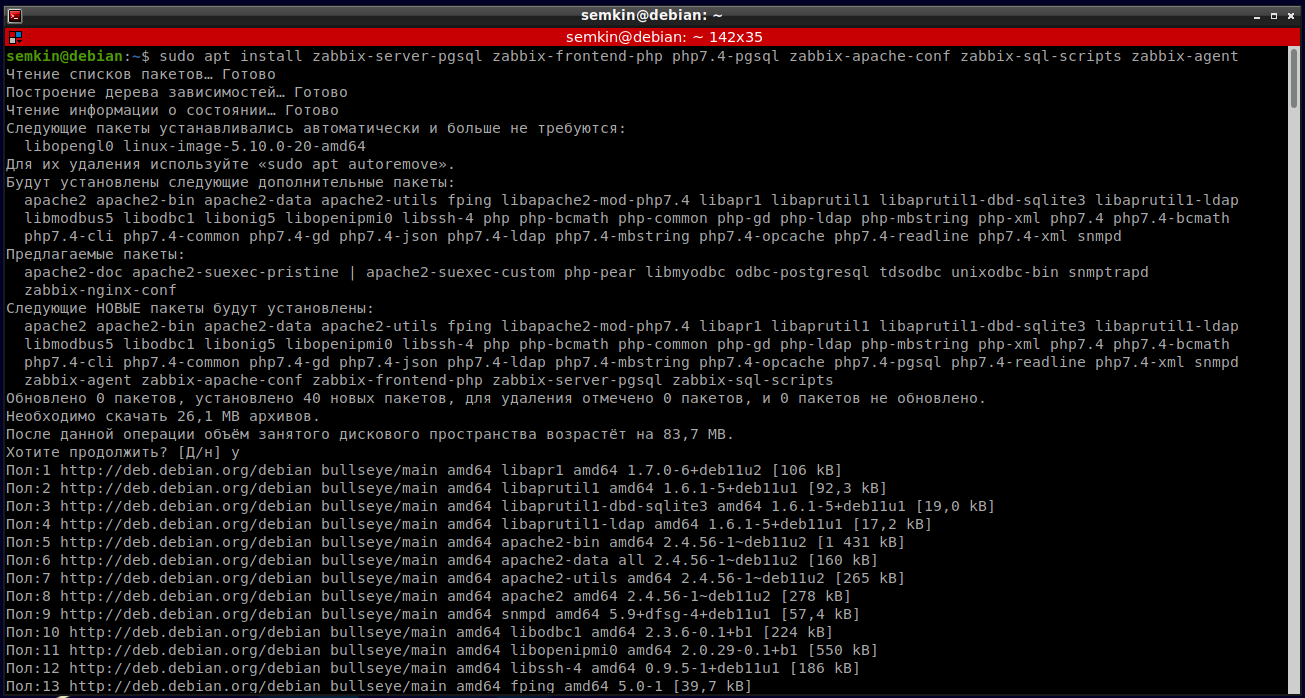 semkin@debian: ~
semkin@debian: ~ 142x35
semkin@debian:~$ sudo apt install zabbix-server-pgsql zabbix-frontend-php php7.4-pgsql zabbix-apache-conf zabbix-sql-scripts zabbix-agent
Чтение списков пакетов… Готово
Построение дерева зависимостей… Готово
Чтение информации о состоянии… Готово
Следующие пакеты устанавливались автоматически и больше не требуются:
libopengl0 linux-image-5.10.0-20-amd64
Для их удаления используйте «sudo apt autoremove».
Будут установлены следующие дополнительные пакеты:
apache2 apache2-bin apache2-data apache2-utils fping libapache2-mod-php7.4 libapr1 libaprutil1 libaprutil1-dbd-sqlite3 libaprutil1-ldap
libmodbus5 libodbc1 libonig5 libopenipmi0 libssh-4 php php-bcmath php-common php-gd php-ldap php-mbstring php-xml php7.4 php7.4-bcmath
php7.4-cli php7.4-common php7.4-gd php7.4-json php7.4-ldap php7.4-mbstring php7.4-opcache php7.4-readline php7.4-xml snmpd
Предлагаемые пакеты:
apache2-doc apache2-suexec-pristine | apache2-suexec-custom php-pear libmyodbc odbc-postgresql tdsodbc unixodbc-bin snmptrapd
zabbix-nginx-conf
Следующие НОВЫЕ пакеты будут установлены:
apache2 apache2-bin apache2-data apache2-utils fping libapache2-mod-php7.4 libapr1 libaprutil1 libaprutil1-dbd-sqlite3 libaprutil1-ldap
libmodbus5 libodbc1 libonig5 libopenipmi0 libssh-4 php php-bcmath php-common php-gd php-ldap php-mbstring php-xml php7.4 php7.4-bcmath
php7.4-cli php7.4-common php7.4-gd php7.4-json php7.4-ldap php7.4-mbstring php7.4-opcache php7.4-pgsql php7.4-readline php7.4-xml snmpd
zabbix-agent zabbix-apache-conf zabbix-frontend-php zabbix-server-pgsql zabbix-sql-scripts
Обновлено 0 пакетов, установлено 40 новых пакетов, для удаления отмечено 0 пакетов, и 0 пакетов не обновлено.
Необходимо скачать 26,1 MB архивов.
После данной операции объём занятого дискового пространства возрастёт на 83,7 MB.
Хотите продолжить? [Д/н] y
Пол:1 http://deb.debian.org/debian bullseye/main amd64 libapr1 amd64 1.7.0-6+deb11u2 [106 kB]
Пол:2 http://deb.debian.org/debian bullseye/main amd64 libaprutil1 amd64 1.6.1-5+deb11u1 [92,3 kB]
Пол:3 http://deb.debian.org/debian bullseye/main amd64 libaprutil1-dbd-sqlite3 amd64 1.6.1-5+deb11u1 [19,0 kB]
Пол:4 http://deb.debian.org/debian bullseye/main amd64 libaprutil1-ldap amd64 1.6.1-5+deb11u1 [17,2 kB]
Пол:5 http://deb.debian.org/debian bullseye/main amd64 apache2-bin amd64 2.4.56-1~deb11u2 [1 431 kB]
Пол:6 http://deb.debian.org/debian bullseye/main amd64 apache2-data all 2.4.56-1~deb11u2 [160 kB]
Пол:7 http://deb.debian.org/debian bullseye/main amd64 apache2-utils amd64 2.4.56-1~deb11u2 [265 kB]
Пол:8 http://deb.debian.org/debian bullseye/main amd64 apache2 amd64 2.4.56-1~deb11u2 [278 kB]
Пол:9 http://deb.debian.org/debian bullseye/main amd64 snmpd amd64 5.9+dfsg-4+deb11u1 [57,4 kB]
Пол:10 http://deb.debian.org/debian bullseye/main amd64 libodbc1 amd64 2.3.6-0.1+b1 [224 kB]
Пол:11 http://deb.debian.org/debian bullseye/main amd64 libopenipmi0 amd64 2.0.29-0.1+b1 [550 kB]
Пол:12 http://deb.debian.org/debian bullseye/main amd64 libssh-4 amd64 0.9.5-1+deb11u1 [186 kB]
Пол:13 http://deb.debian.org/debian bullseye/main amd64 fping amd64 5.0-1 [39,7 kB]